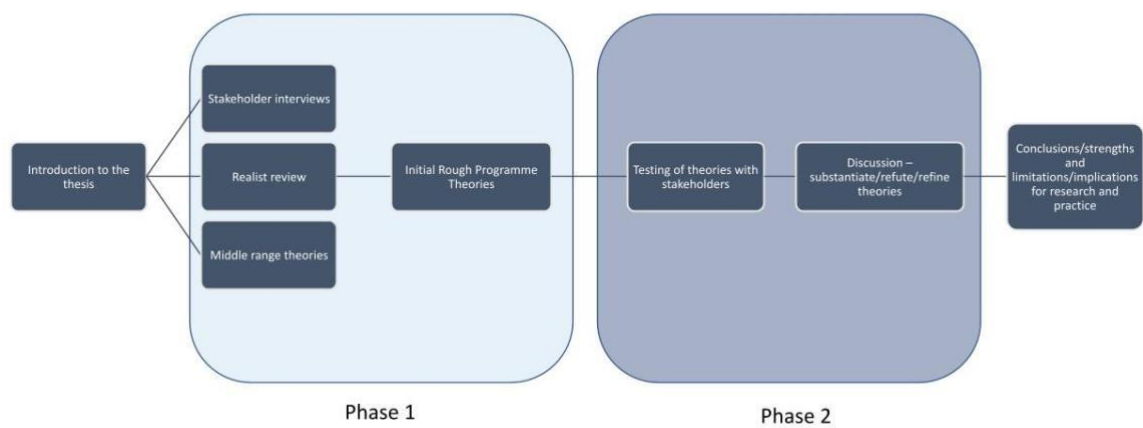 Introduction to the
thesis
Stakeholder interviews
Realist review
Middle range theories
Initial Rough Programme
Theories
Testing of theories with
stakeholders
Discussion –
substantiate/refute/refine
theories
Conclusions/strengths
and
limitations/implications
for research and
practice
Phase 1
Phase 2